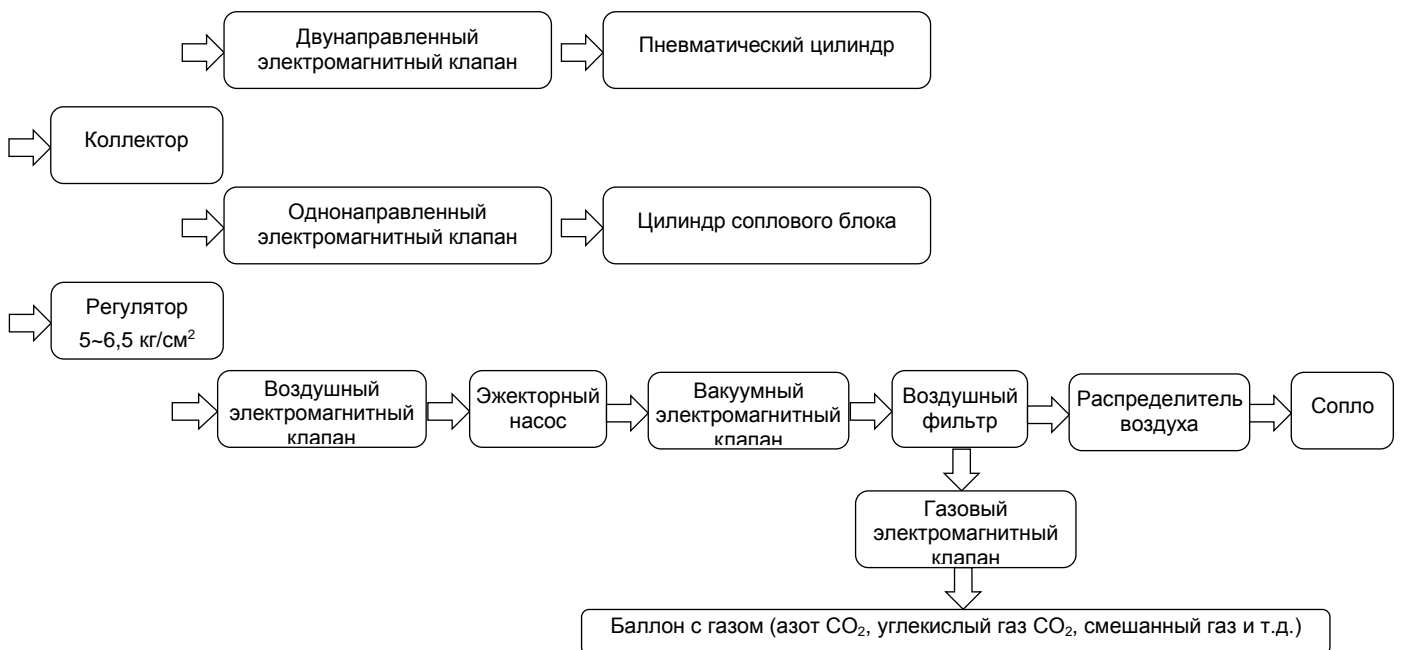 Двунаправленный
электромагнитный клапан
Пневматический цилиндр
Коллектор
Однонаправленный
электромагнитный клапан
Цилиндр соплового блока
Регулятор
5~6,5 кг/см²
Воздушный
электромагнитный
клапан
Эжекторный
насос
Вакуумный
электромагнитный
клапан
Воздушный
фильтр
Распределитель
воздуха
Сопло
Газовый
электромагнитный
клапан
Баллон с газом (азот CO₂, углекислый газ CO₂, смешанный газ и т.д.)